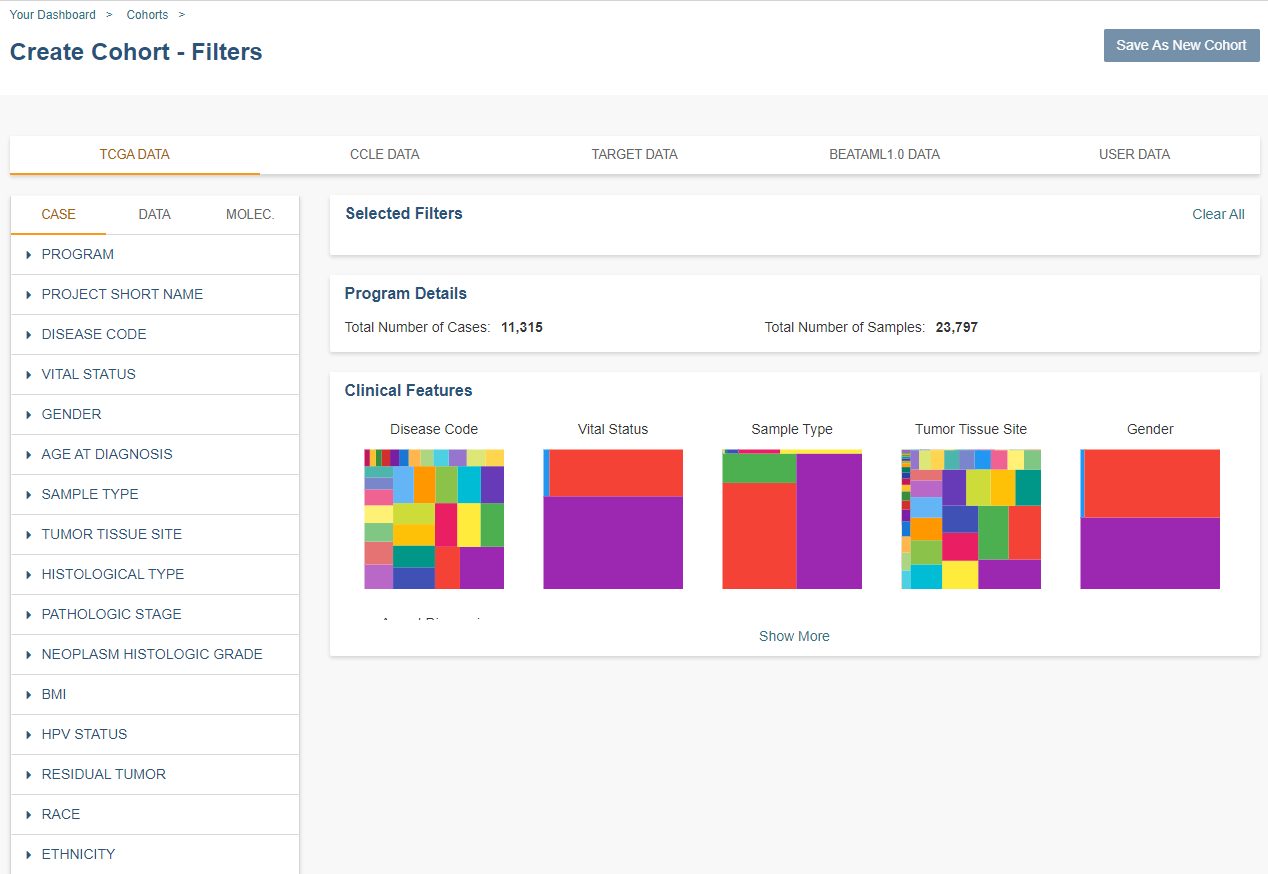 Your Dashboard > Cohorts >
Create Cohort - Filters
Save As New Cohort
TCGA DATA
CCLE DATA
TARGET DATA
BEATAML1.0 DATA
USER DATA
CASE
DATA
MOLEC.
PROGRAM
PROJECT SHORT NAME
DISEASE CODE
VITAL STATUS
GENDER
AGE AT DIAGNOSIS
SAMPLE TYPE
TUMOR TISSUE SITE
HISTOLOGICAL TYPE
PATHOLOGIC STAGE
NEOPLASM HISTOLOGIC GRADE
BMI
HPV STATUS
RESIDUAL TUMOR
RACE
ETHNICITY
Selected Filters
Clear All
Program Details
Total Number of Cases: 11,315
Total Number of Samples: 23,797
Clinical Features
Disease Code
Vital Status
Sample Type
Tumor Tissue Site
Gender
Show More